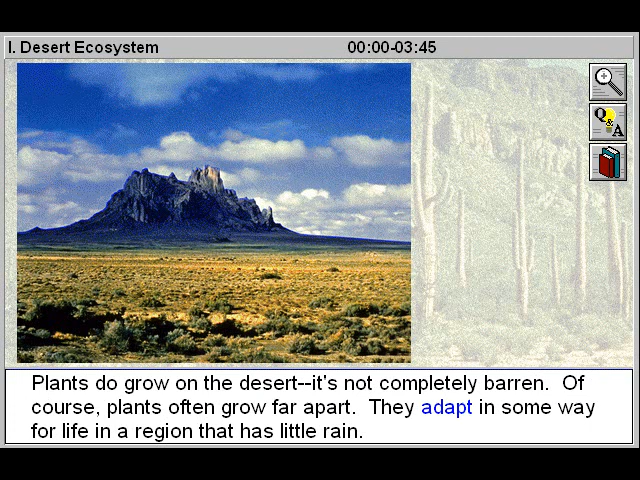 I. Desert Ecosystem 00:00-03:45
Q&A
Plants do grow on the desert--it's not completely barren. Of
course, plants often grow far apart. They adapt in some way
for life in a region that has little rain.